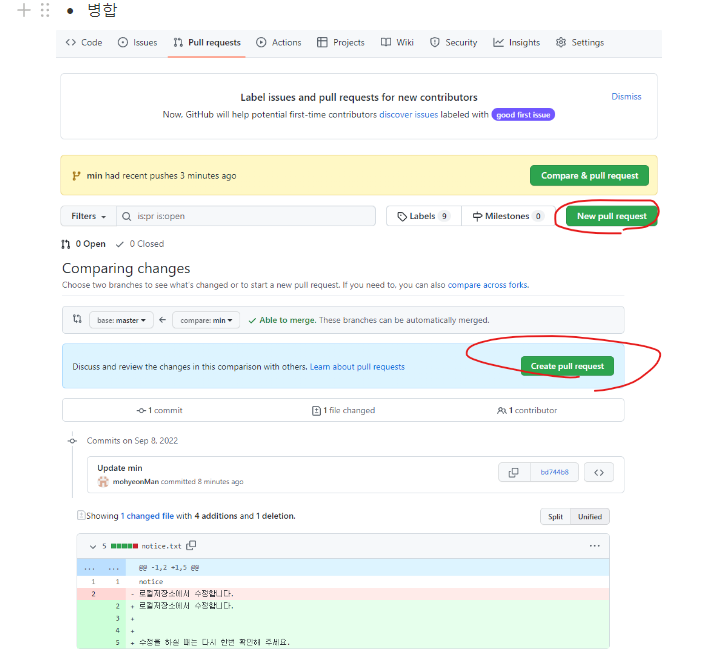 병합
Code Issues Pull requests Actions Projects Wiki Security Insights Settings
Label issues and pull requests for new contributors Dismiss
Now, GitHub will help potential first-time contributors discover issues labeled with good first issue
min had recent pushes 3 minutes ago Compare & pull request
Filters is:pr is:open Labels 9 Milestones 0 New pull request
0 Open 0 Closed
Comparing changes
Choose two branches to see what's changed or to start a new pull request. If you need to, you can also compare across forks.
base: master compare: min Able to merge. These branches can be automatically merged.
Discuss and review the changes in this comparison with others. Learn about pull requests Create pull request
1 commit 1 file changed 1 contributor
Commits on Sep 8, 2022
Update min
mohyeonMan committed 8 minutes ago bd744b8
Showing 1 changed file with 4 additions and 1 deletion. Split Unified
5 notice.txt ...
... ... @@ -1,2 +1,5 @@
1 1 notice
2 - 로컬저장소에서 수정합니다.
2 + 로컬저장소에서 수정합니다.
3 +
4 +
5 + 수정을 하실 때는 다시 한번 확인해 주세요.